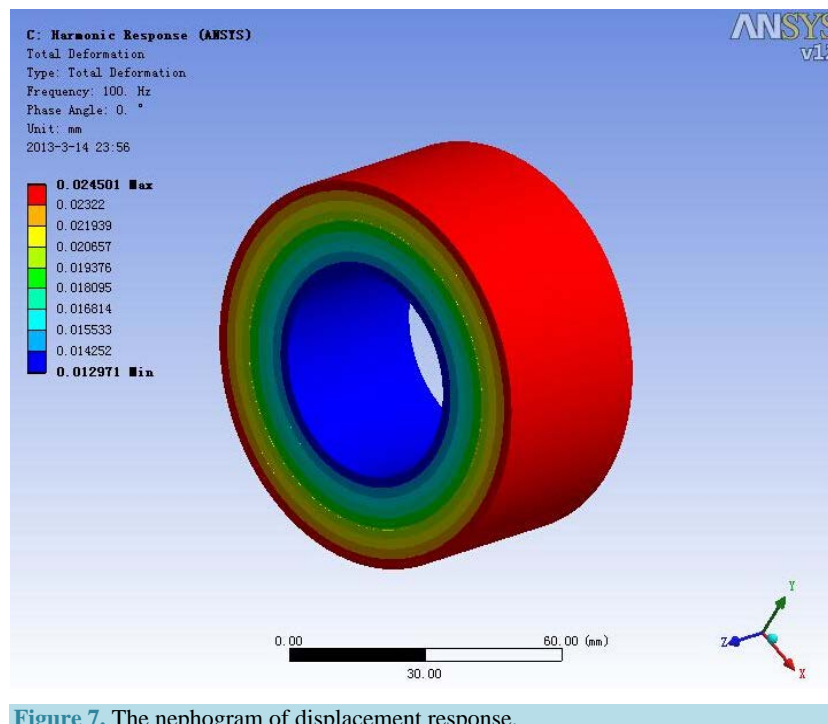 C: Harmonic Response (ANSYS)
Total Deformation
Type: Total Deformation
Frequency: 100. Hz
Phase Angle: 0. °
Unit: mm
2013-3-14 23:56
0.024501 Max
0.02322
0.021939
0.020657
0.019376
0.018095
0.016814
0.015533
0.014252
0.012971 Min
ANSYS
v12
0.00
60.00 (mm)
30.00
Y
Z
X
Figure 7. The nephogram of displacement response.